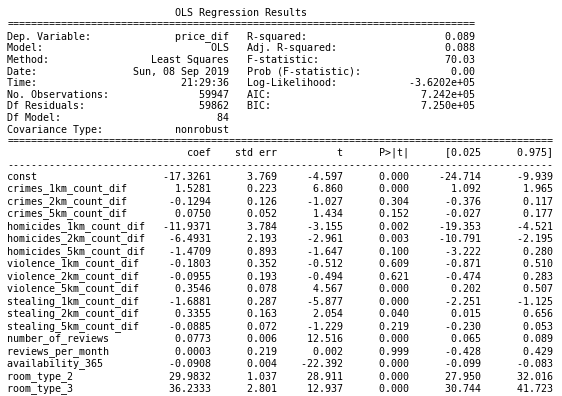 OLS Regression Results
==============================================================================
Dep. Variable: price_dif R-squared: 0.089
Model: OLS Adj. R-squared: 0.088
Method: Least Squares F-statistic: 70.03
Date: Sun, 08 Sep 2019 Prob (F-statistic): 0.00
Time: 21:29:36 Log-Likelihood: -3.6202e+05
No. Observations: 59947 AIC: 7.242e+05
Df Residuals: 59862 BIC: 7.250e+05
Df Model: 84
Covariance Type: nonrobust
===========================================================================================
coef std err t P>|t| [0.025 0.975]
-------------------------------------------------------------------------------------------
const -17.3261 3.769 -4.597 0.000 -24.714 -9.939
crimes_1km_count_dif 1.5281 0.223 6.860 0.000 1.092 1.965
crimes_2km_count_dif -0.1294 0.126 -1.027 0.304 -0.376 0.117
crimes_5km_count_dif 0.0750 0.052 1.434 0.152 -0.027 0.177
homicides_1km_count_dif -11.9371 3.784 -3.155 0.002 -19.353 -4.521
homicides_2km_count_dif -6.4931 2.193 -2.961 0.003 -10.791 -2.195
homicides_5km_count_dif -1.4709 0.893 -1.647 0.100 -3.222 0.280
violence_1km_count_dif -0.1803 0.352 -0.512 0.609 -0.871 0.510
violence_2km_count_dif -0.0955 0.193 -0.494 0.621 -0.474 0.283
violence_5km_count_dif 0.3546 0.078 4.567 0.000 0.202 0.507
stealing_1km_count_dif -1.6881 0.287 -5.877 0.000 -2.251 -1.125
stealing_2km_count_dif 0.3355 0.163 2.054 0.040 0.015 0.656
stealing_5km_count_dif -0.0885 0.072 -1.229 0.219 -0.230 0.053
number_of_reviews 0.0773 0.006 12.516 0.000 0.065 0.089
reviews_per_month 0.0003 0.219 0.002 0.999 -0.428 0.429
availability_365 -0.0908 0.004 -22.392 0.000 -0.099 -0.083
room_type_2 29.9832 1.037 28.911 0.000 27.950 32.016
room_type_3 36.2333 2.801 12.937 0.000 30.744 41.723